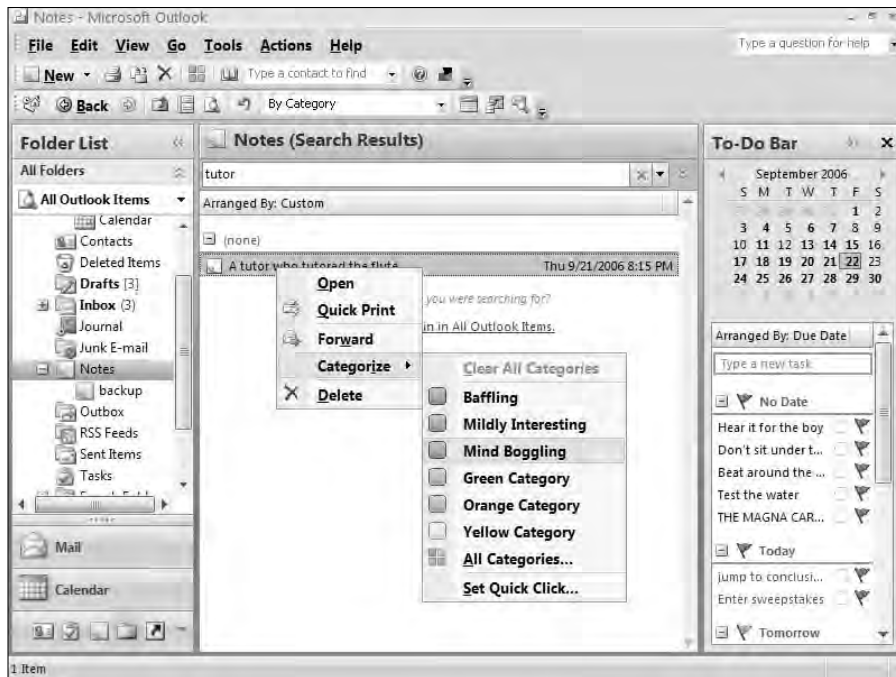 Notes - Microsoft Outlook
File Edit View Go Tools Actions Help
Type a question for help
New
Type a contact to find
Back
By Category
Folder List
All Folders
All Outlook Items
Calendar
Contacts
Deleted Items
Drafts [3]
Inbox (3)
Journal
Junk E-mail
Notes
backup
Outbox
RSS Feeds
Sent Items
Tasks
Mail
Calendar
Notes (Search Results)
tutor
Arranged By: Custom
(none)
A tutor who tutored the flute
Thu 9/21/2006 8:15 PM
you were searching for?
in in All Outlook Items.
Open
Quick Print
Forward
Categorize
Delete
Clear All Categories
Baffling
Mildly Interesting
Mind Boggling
Green Category
Orange Category
Yellow Category
All Categories...
Set Quick Click...
To-Do Bar
September 2006
S M T W T F S
1 2
3 4 5 6 7 8 9
10 11 12 13 14 15 16
17 18 19 20 21 22 23
24 25 26 27 28 29 30
Arranged By: Due Date
Type a new task
No Date
Hear it for the boy
Don't sit under t...
Beat around the ...
Test the water
THE MAGNA CAR...
Today
Jump to conclusi...
Enter sweepstakes
Tomorrow
1 Item